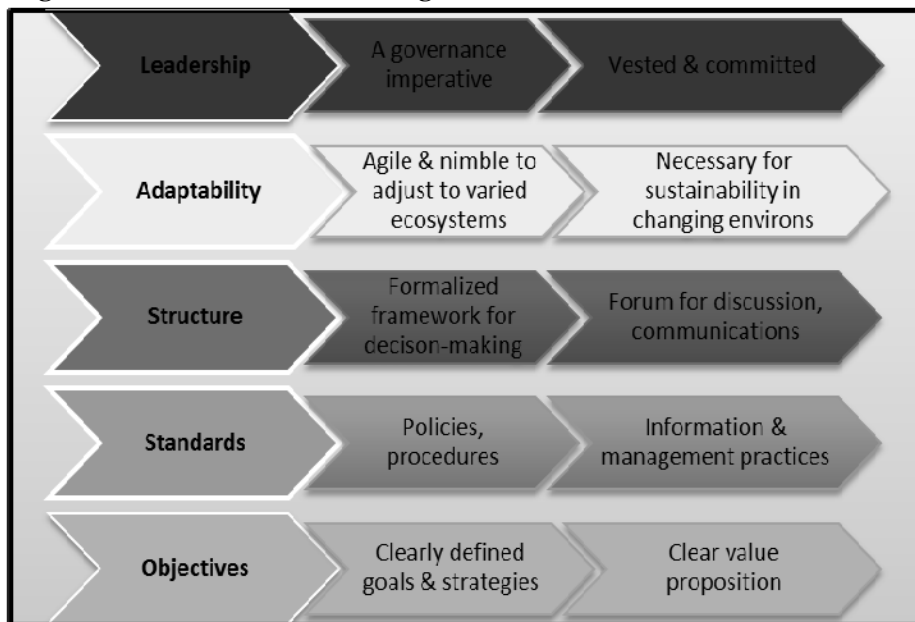 Leadership
A governance
imperative
Vested & committed
Adaptability
Agile & nimble to
adjust to varied
ecosystems
Necessary for
sustainability in
changing environs
Structure
Formalized
framework for
decison-making
Forum for discussion,
communications
Standards
Policies,
procedures
Information &
management practices
Objectives
Clearly defined
goals & strategies
Clear value
proposition